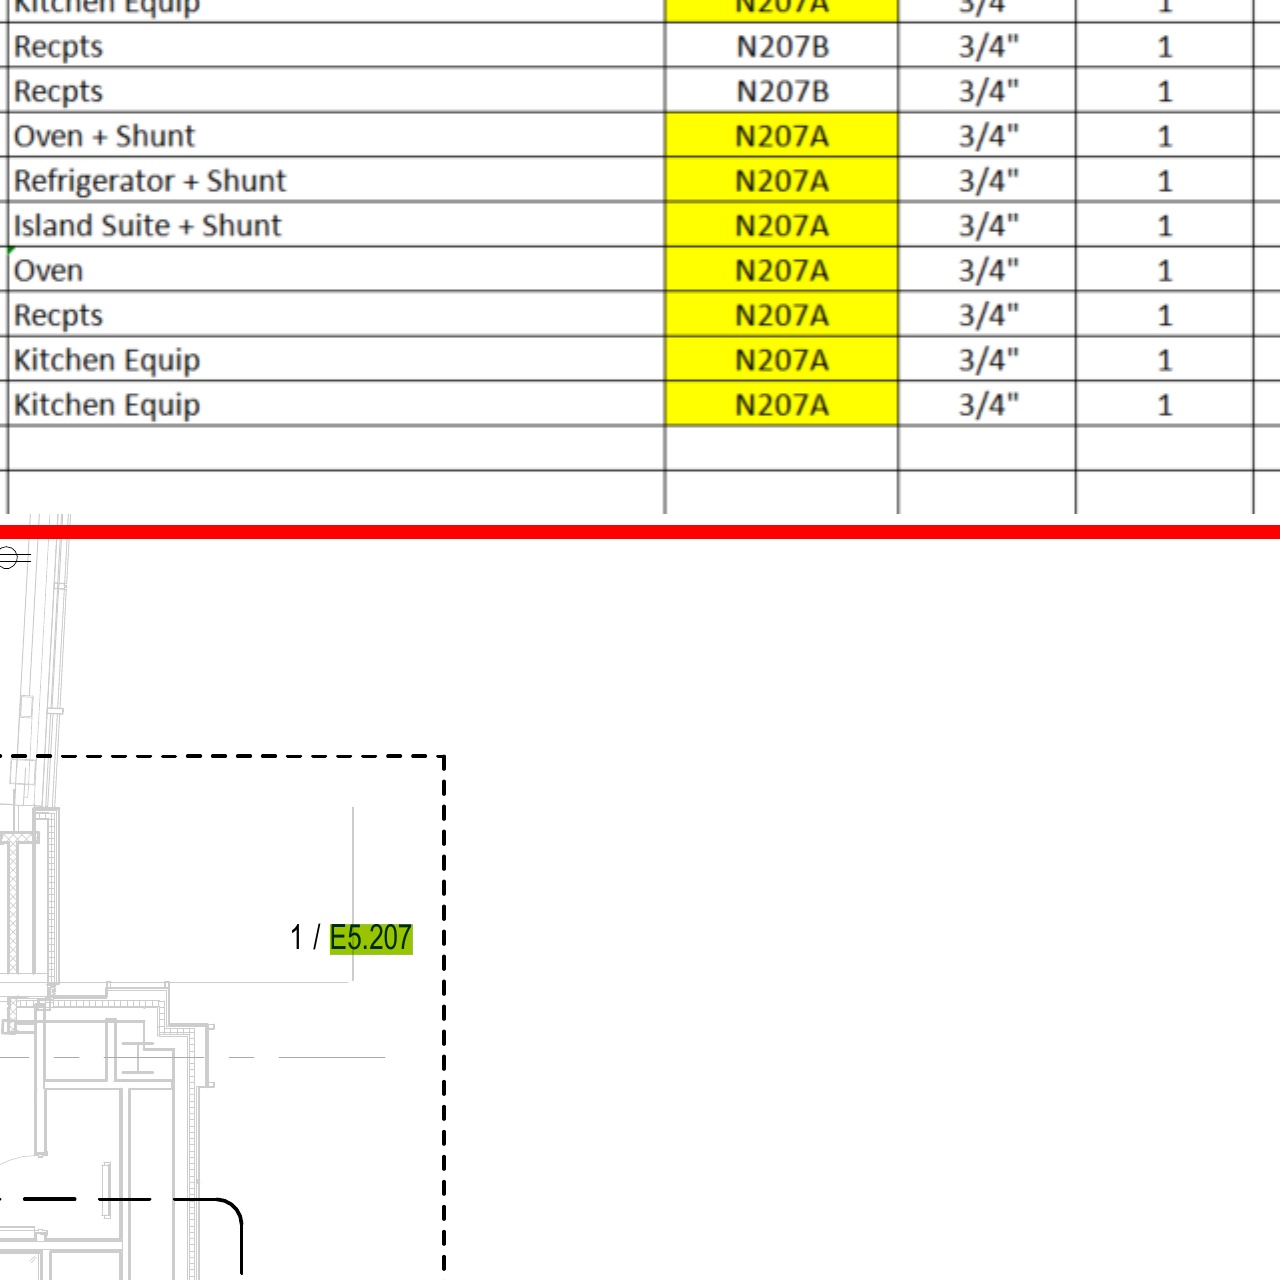 Kitchen Equip N207A 3/4" 1
Recpts N207B 3/4" 1
Recpts N207B 3/4" 1
Oven + Shunt N207A 3/4" 1
Refrigerator + Shunt N207A 3/4" 1
Island Suite + Shunt N207A 3/4" 1
Oven N207A 3/4" 1
Recpts N207A 3/4" 1
Kitchen Equip N207A 3/4" 1
Kitchen Equip N207A 3/4" 1
1 / E5.207